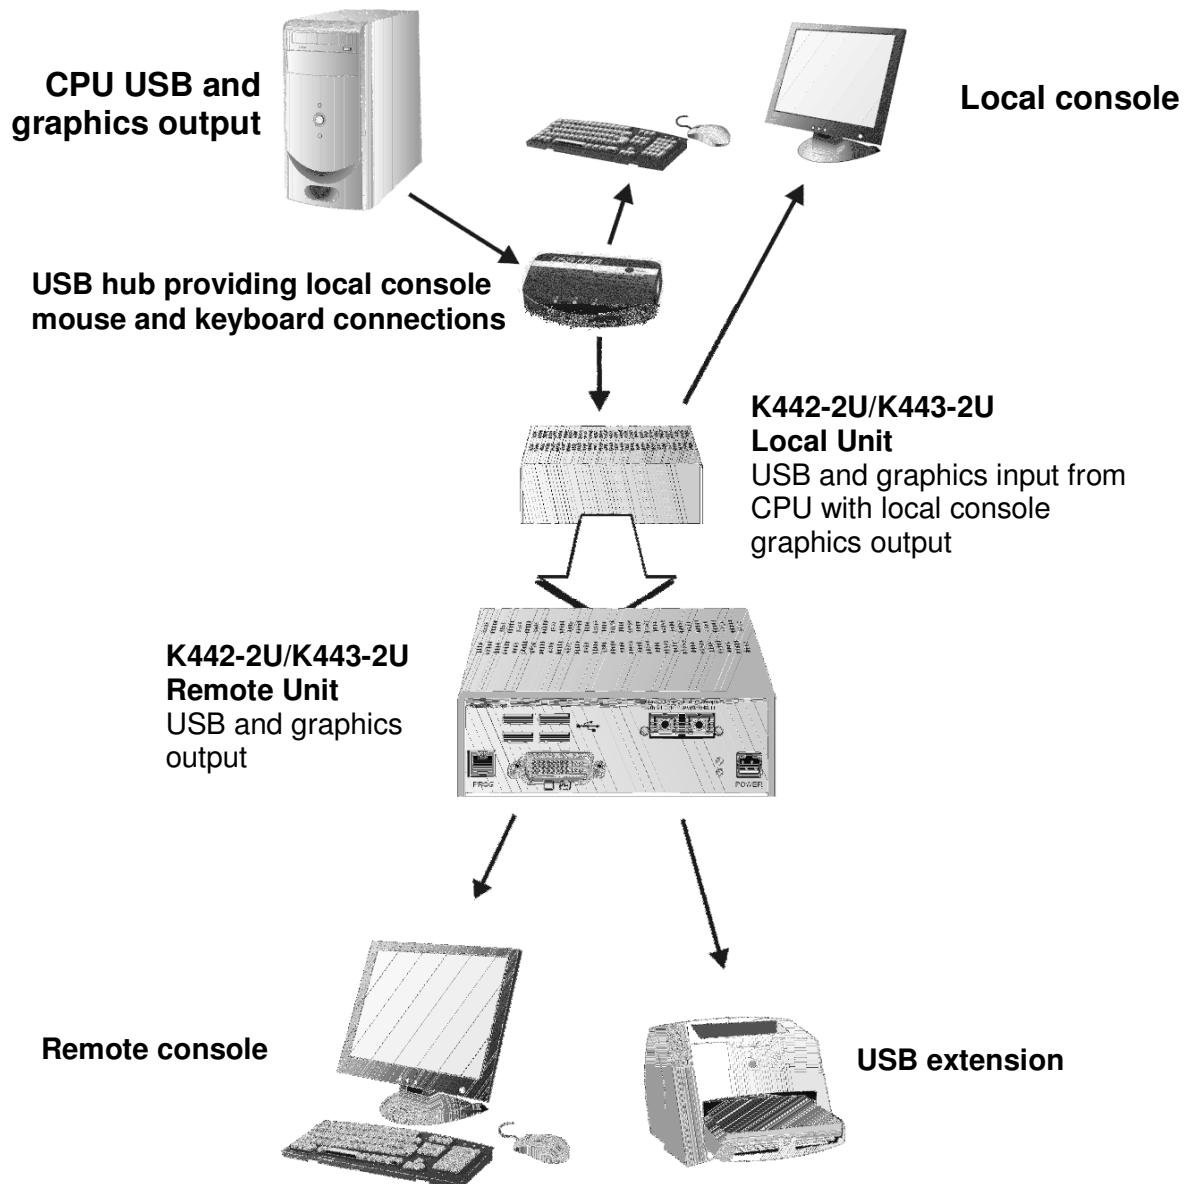 CPU USB and
graphics output
Local console
USB hub providing local console
mouse and keyboard connections
K442-2U/K443-2U
Local Unit
USB and graphics input from
CPU with local console
graphics output
K442-2U/K443-2U
Remote Unit
USB and graphics
output
PROG
POWER
Remote console
USB extension